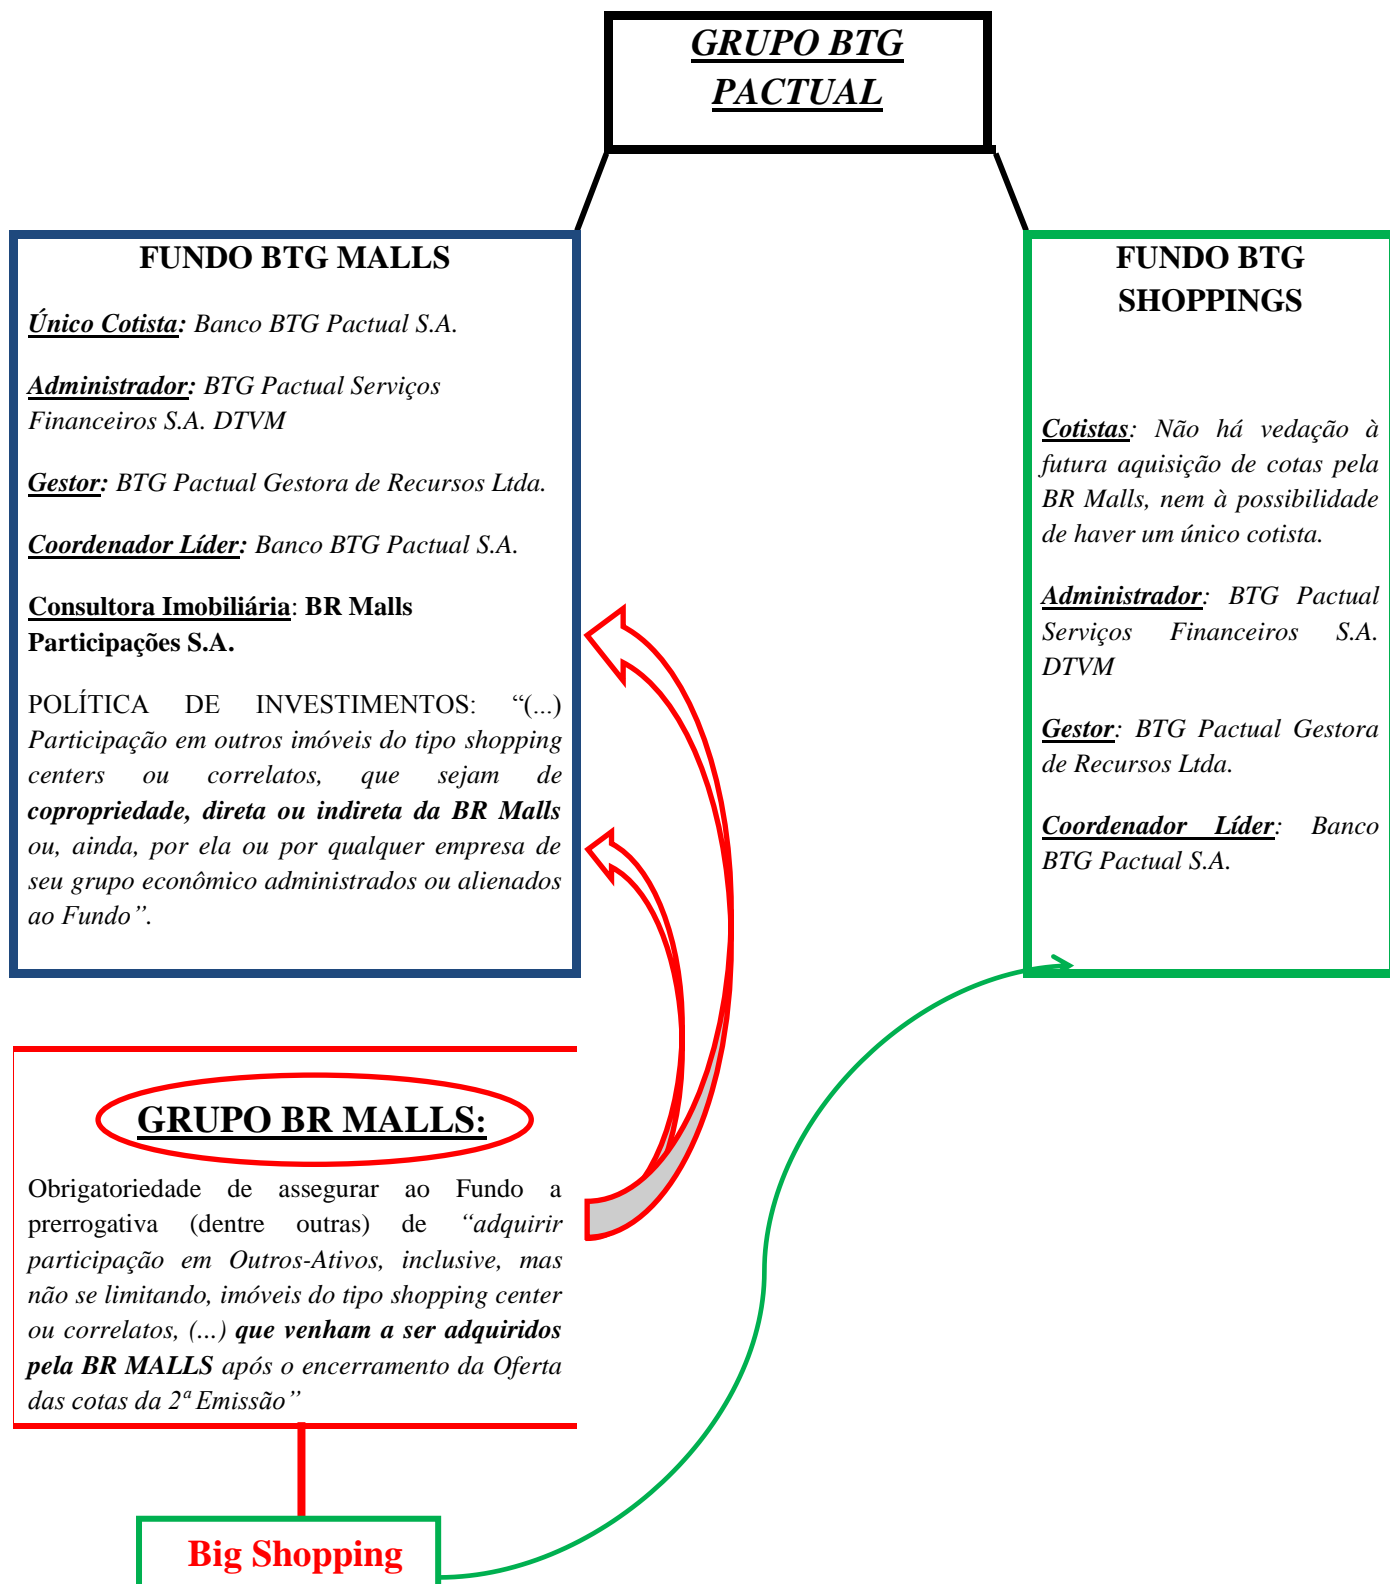 GRUPO BTG
PACTUAL
FUNDO BTG MALLS
Único Cotista: Banco BTG Pactual S.A.
Administrador: BTG Pactual Serviços
Financeiros S.A. DTVM
Gestor: BTG Pactual Gestora de Recursos Ltda.
Coordenador Líder: Banco BTG Pactual S.A.
Consultora Imobiliária: BR Malls
Participações S.A.
POLÍTICA DE INVESTIMENTOS: “(...)
Participação em outros imóveis do tipo shopping
centers ou correlatos, que sejam de
copropriedade, direta ou indireta da BR Malls
ou, ainda, por ela ou por qualquer empresa de
seu grupo econômico administrados ou alienados
ao Fundo”.
FUNDO BTG
SHOPPINGS
Cotistas: Não há vedação à
futura aquisição de cotas pela
BR Malls, nem à possibilidade
de haver um único cotista.
Administrador: BTG Pactual
Serviços Financeiros S.A.
DTVM
Gestor: BTG Pactual Gestora
de Recursos Ltda.
Coordenador Líder: Banco
BTG Pactual S.A.
GRUPO BR MALLS:
Obrigatoriedade de assegurar ao Fundo a
prerrogativa (dentre outras) de “adquirir
participação em Outros-Ativos, inclusive, mas
não se limitando, imóveis do tipo shopping center
ou correlatos, (...) que venham a ser adquiridos
pela BR MALLS após o encerramento da Oferta
das cotas da 2ª Emissão”
Big Shopping